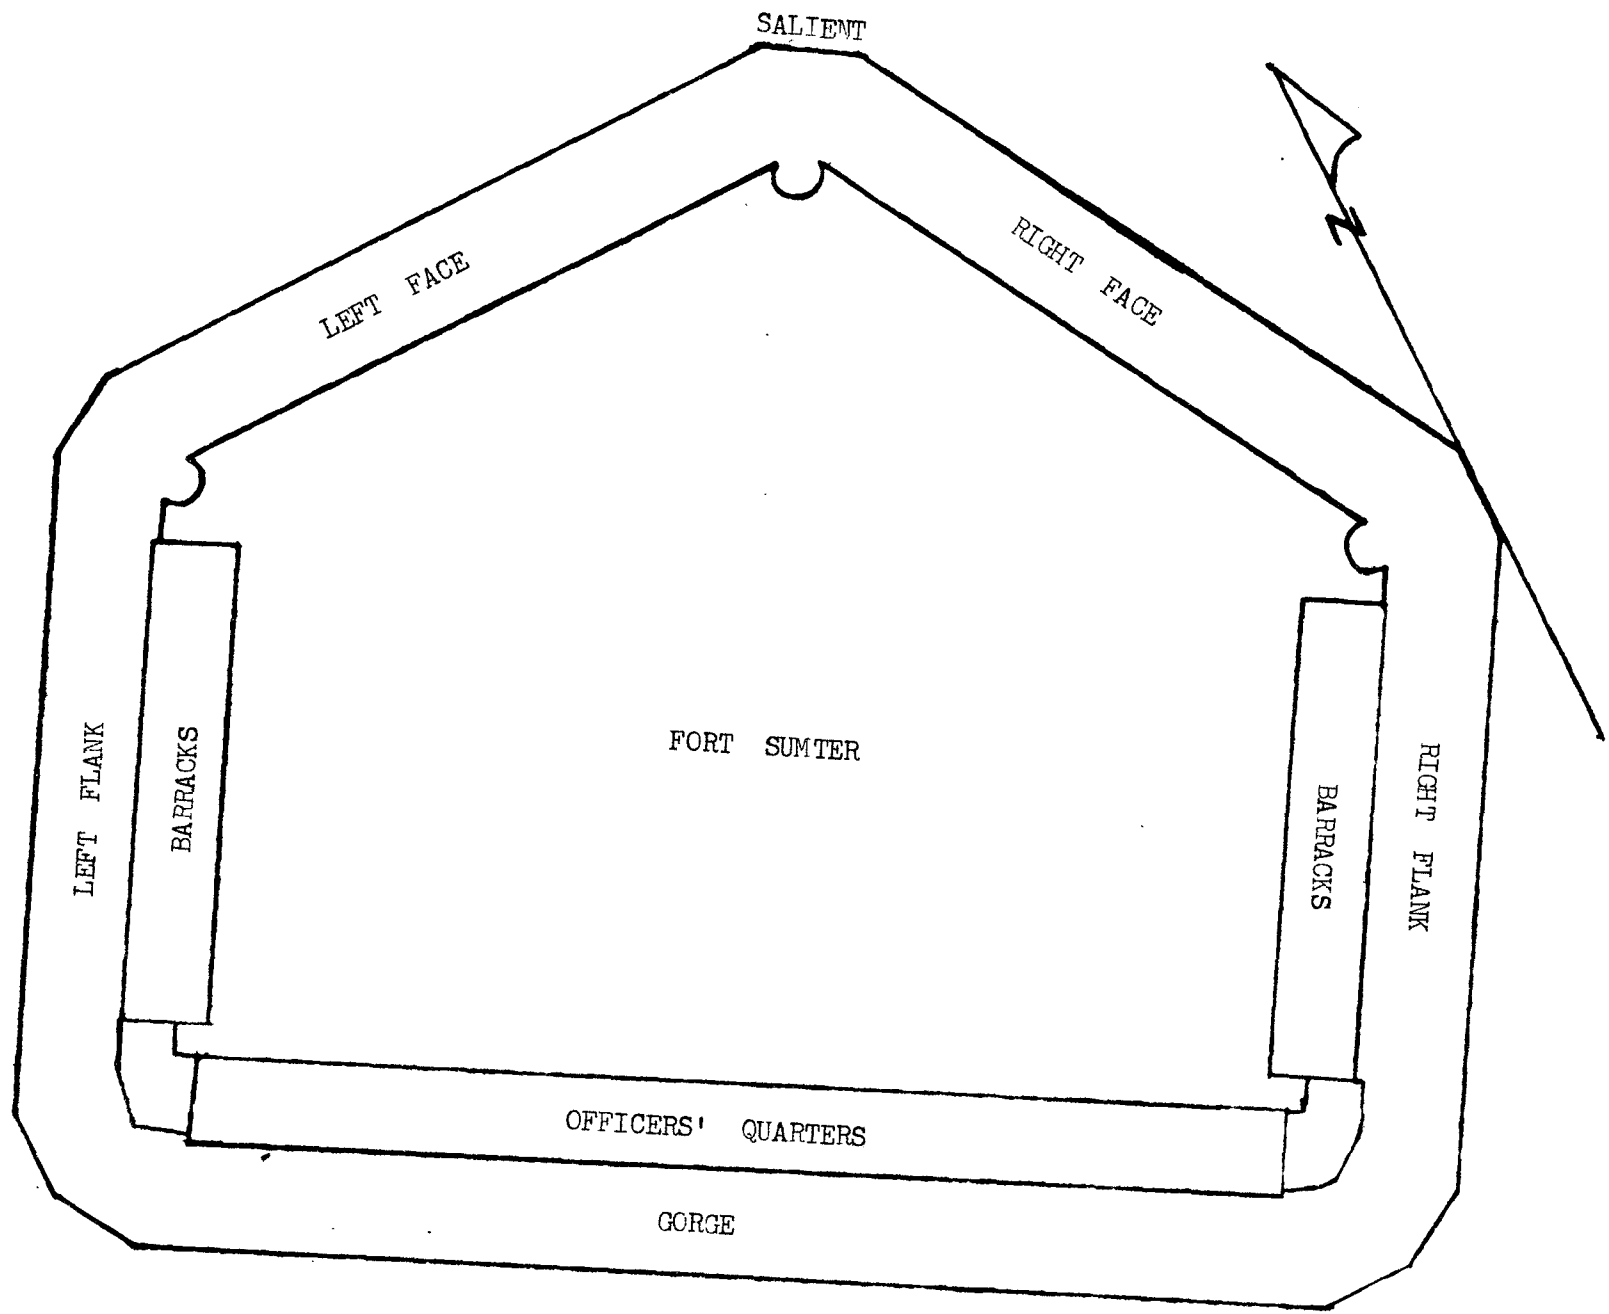 SALIENT
N
RIGHT FACE
LEFT FACE
FORT SUMTER
LEFT FLANK
BARRACKS
BARRACKS
RIGHT FLANK
OFFICERS' QUARTERS
GORGE